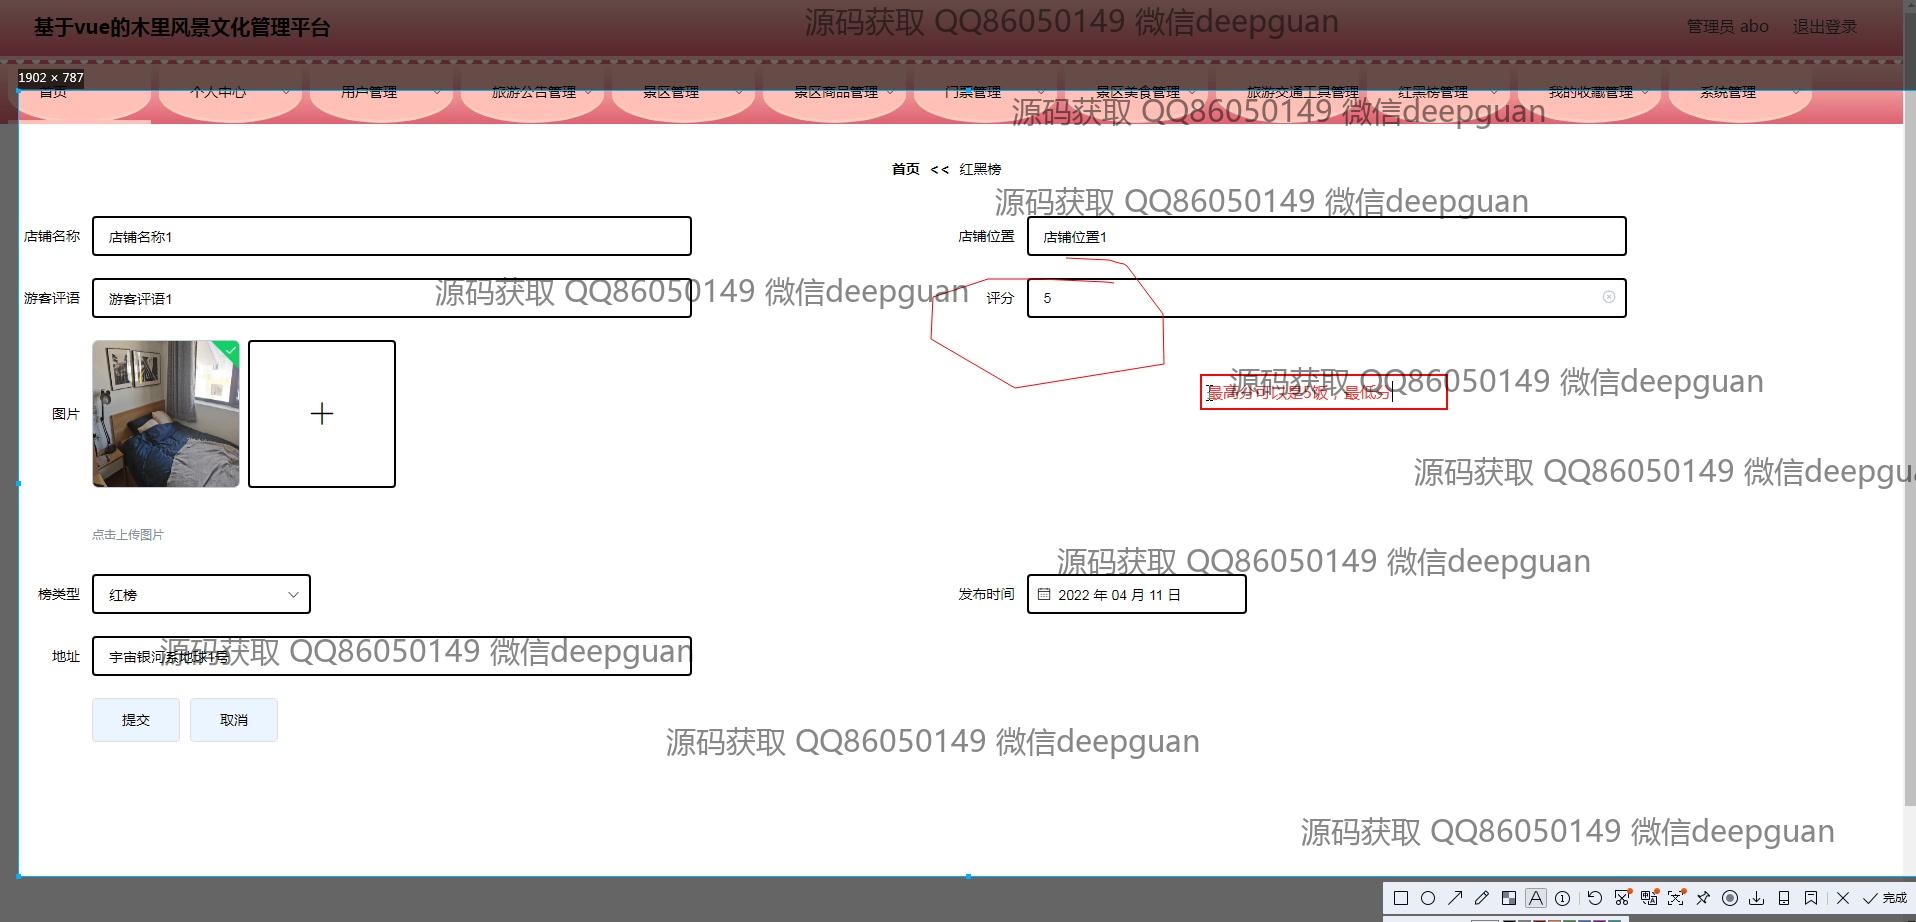 基于vue的木里风景文化管理平台
源码获取 QQ86050149 微信deepguan
管理员 abo
退出登录
1902 × 787
首页
个人中心
用户管理
旅游公告管理
景区管理
景区商品管理
门票管理
景区美食管理
旅游交通工具管理
红黑榜管理
我的收藏管理
系统管理
源码获取 QQ86050149 微信deepguan
首页 << 红黑榜
源码获取 QQ86050149 微信deepguan
店铺名称 店铺名称1
店铺位置 店铺位置1
游客评语 游客评语1
源码获取 QQ86050149 微信deepguan
评分 5
源码获取 QQ86050149 微信deepguan
最高分可以是5饭，最低分
图片
源码获取 QQ86050149 微信deepgu
点击上传图片
源码获取 QQ86050149 微信deepguan
榜类型 红榜
发布时间 2022 年 04 月 11 日
源码获取 QQ86050149 微信deepguan
地址 宇宙银河系地球1号
提交
取消
源码获取 QQ86050149 微信deepguan
源码获取 QQ86050149 微信deepguan
完成